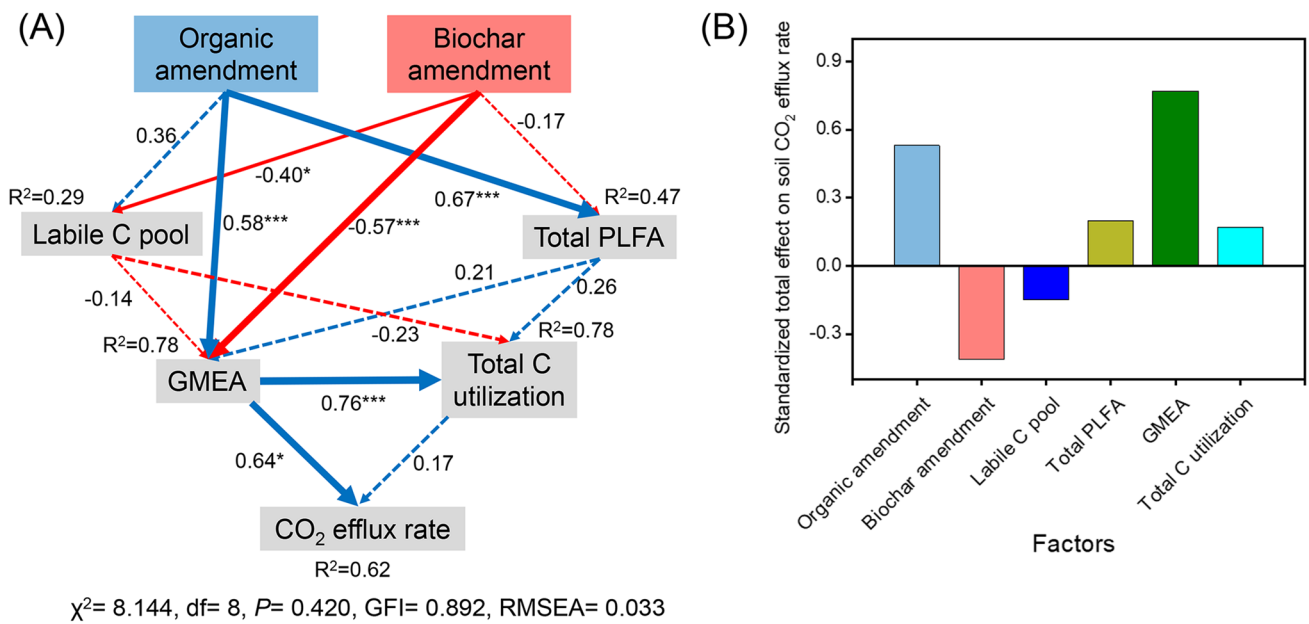 (A)
Organic
amendment
Biochar
amendment
0.36
-0.17
-0.40*
0.67***
R²=0.29
R²=0.47
Labile C pool
0.58***
-0.57***
Total PLFA
0.21
0.26
-0.14
-0.23
R²=0.78
R²=0.78
GMEA
Total C
utilization
0.76***
0.64*
0.17
CO₂ efflux rate
R²=0.62
χ²= 8.144, df= 8, P= 0.420, GFI= 0.892, RMSEA= 0.033
(B)
Standardized total effect on soil CO₂ efflux rate
0.9
0.6
0.3
0.0
-0.3
Organic amendment
Biochar amendment
Labile C pool
Total PLFA
GMEA
Total C utilization
Factors